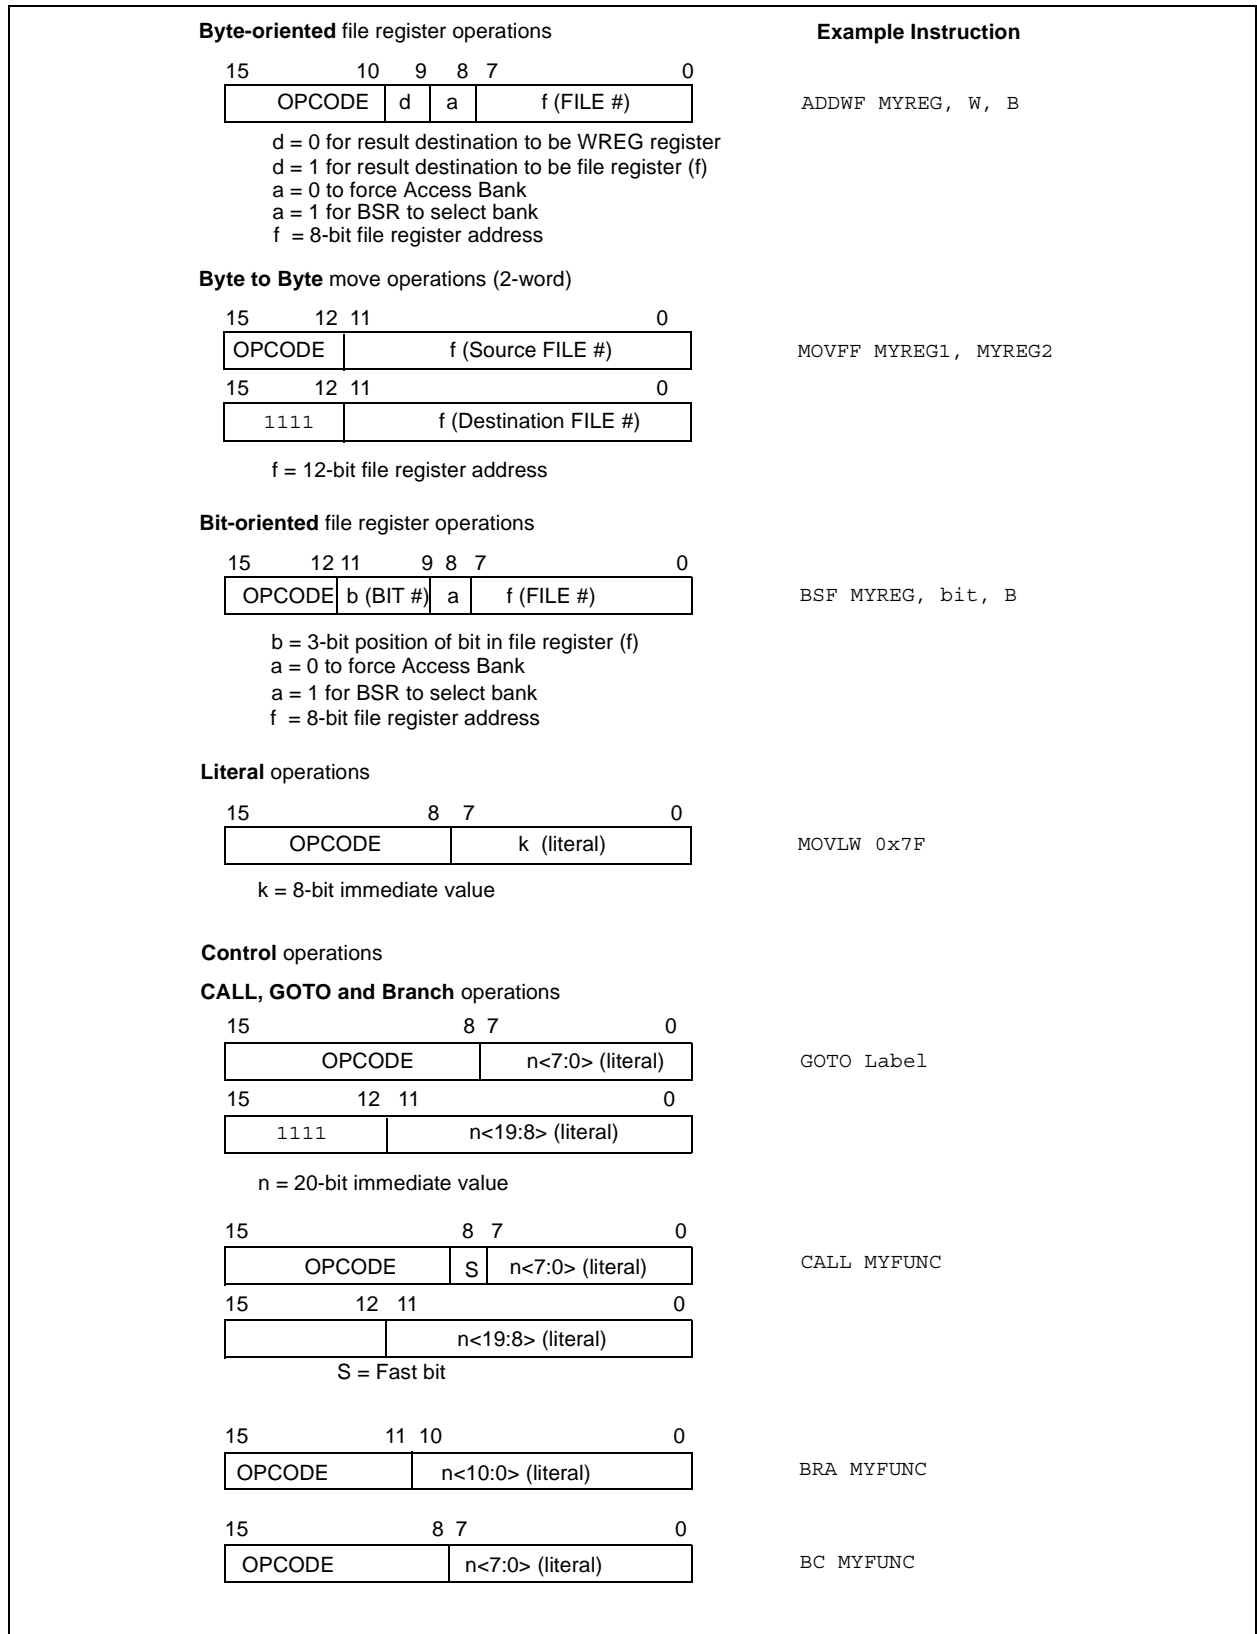 Byte-oriented file register operations Example Instruction
15 10 9 8 7 0
OPCODE d a f (FILE #) ADDWF MYREG, W, B
d = 0 for result destination to be WREG register
d = 1 for result destination to be file register (f)
a = 0 to force Access Bank
a = 1 for BSR to select bank
f = 8-bit file register address
Byte to Byte move operations (2-word)
15 12 11 0
OPCODE f (Source FILE #) MOVFF MYREG1, MYREG2
15 12 11 0
1111 f (Destination FILE #)
f = 12-bit file register address
Bit-oriented file register operations
15 12 11 9 8 7 0
OPCODE b (BIT #) a f (FILE #) BSF MYREG, bit, B
b = 3-bit position of bit in file register (f)
a = 0 to force Access Bank
a = 1 for BSR to select bank
f = 8-bit file register address
Literal operations
15 8 7 0
OPCODE k (literal) MOVLW 0x7F
k = 8-bit immediate value
Control operations
CALL, GOTO and Branch operations
15 8 7 0
OPCODE n<7:0> (literal) GOTO Label
15 12 11 0
1111 n<19:8> (literal)
n = 20-bit immediate value
15 8 7 0
OPCODE S n<7:0> (literal) CALL MYFUNC
15 12 11 0
n<19:8> (literal)
S = Fast bit
15 11 10 0
OPCODE n<10:0> (literal) BRA MYFUNC
15 8 7 0
OPCODE n<7:0> (literal) BC MYFUNC